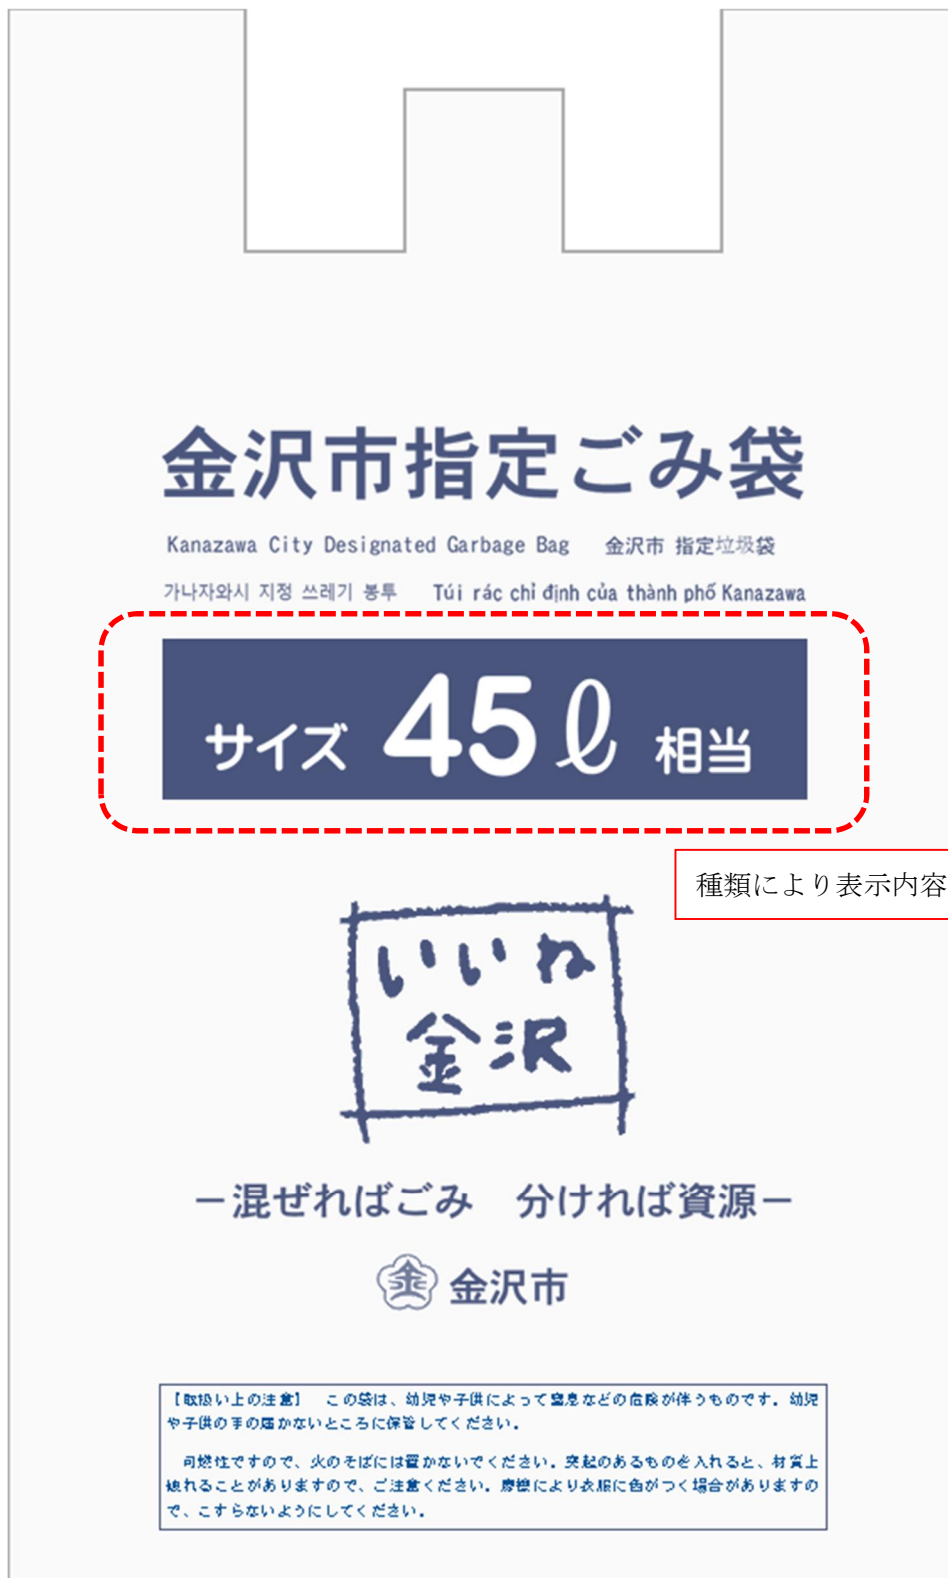 金沢市指定ごみ袋
Kanazawa City Designated Garbage Bag 金沢市 指定垃圾袋
가나자와시 지정 쓰레기 봉투 Túi rác chỉ định của thành phố Kanazawa
サイズ 45ℓ 相当
種類により表示内容
いいね
金沢
－混ぜればごみ 分ければ資源－
金 金沢市
【取扱い上の注意】 この袋は、幼児や子供によって窒息などの危険が伴うものです。幼児
や子供の手の届かないところに保管してください。
可燃性ですので、火のそばには置かないでください。突起のあるものを入れると、材質上
破れることがありますので、ご注意ください。摩擦により衣服に色がつく場合がありますの
で、こすらないようにしてください。